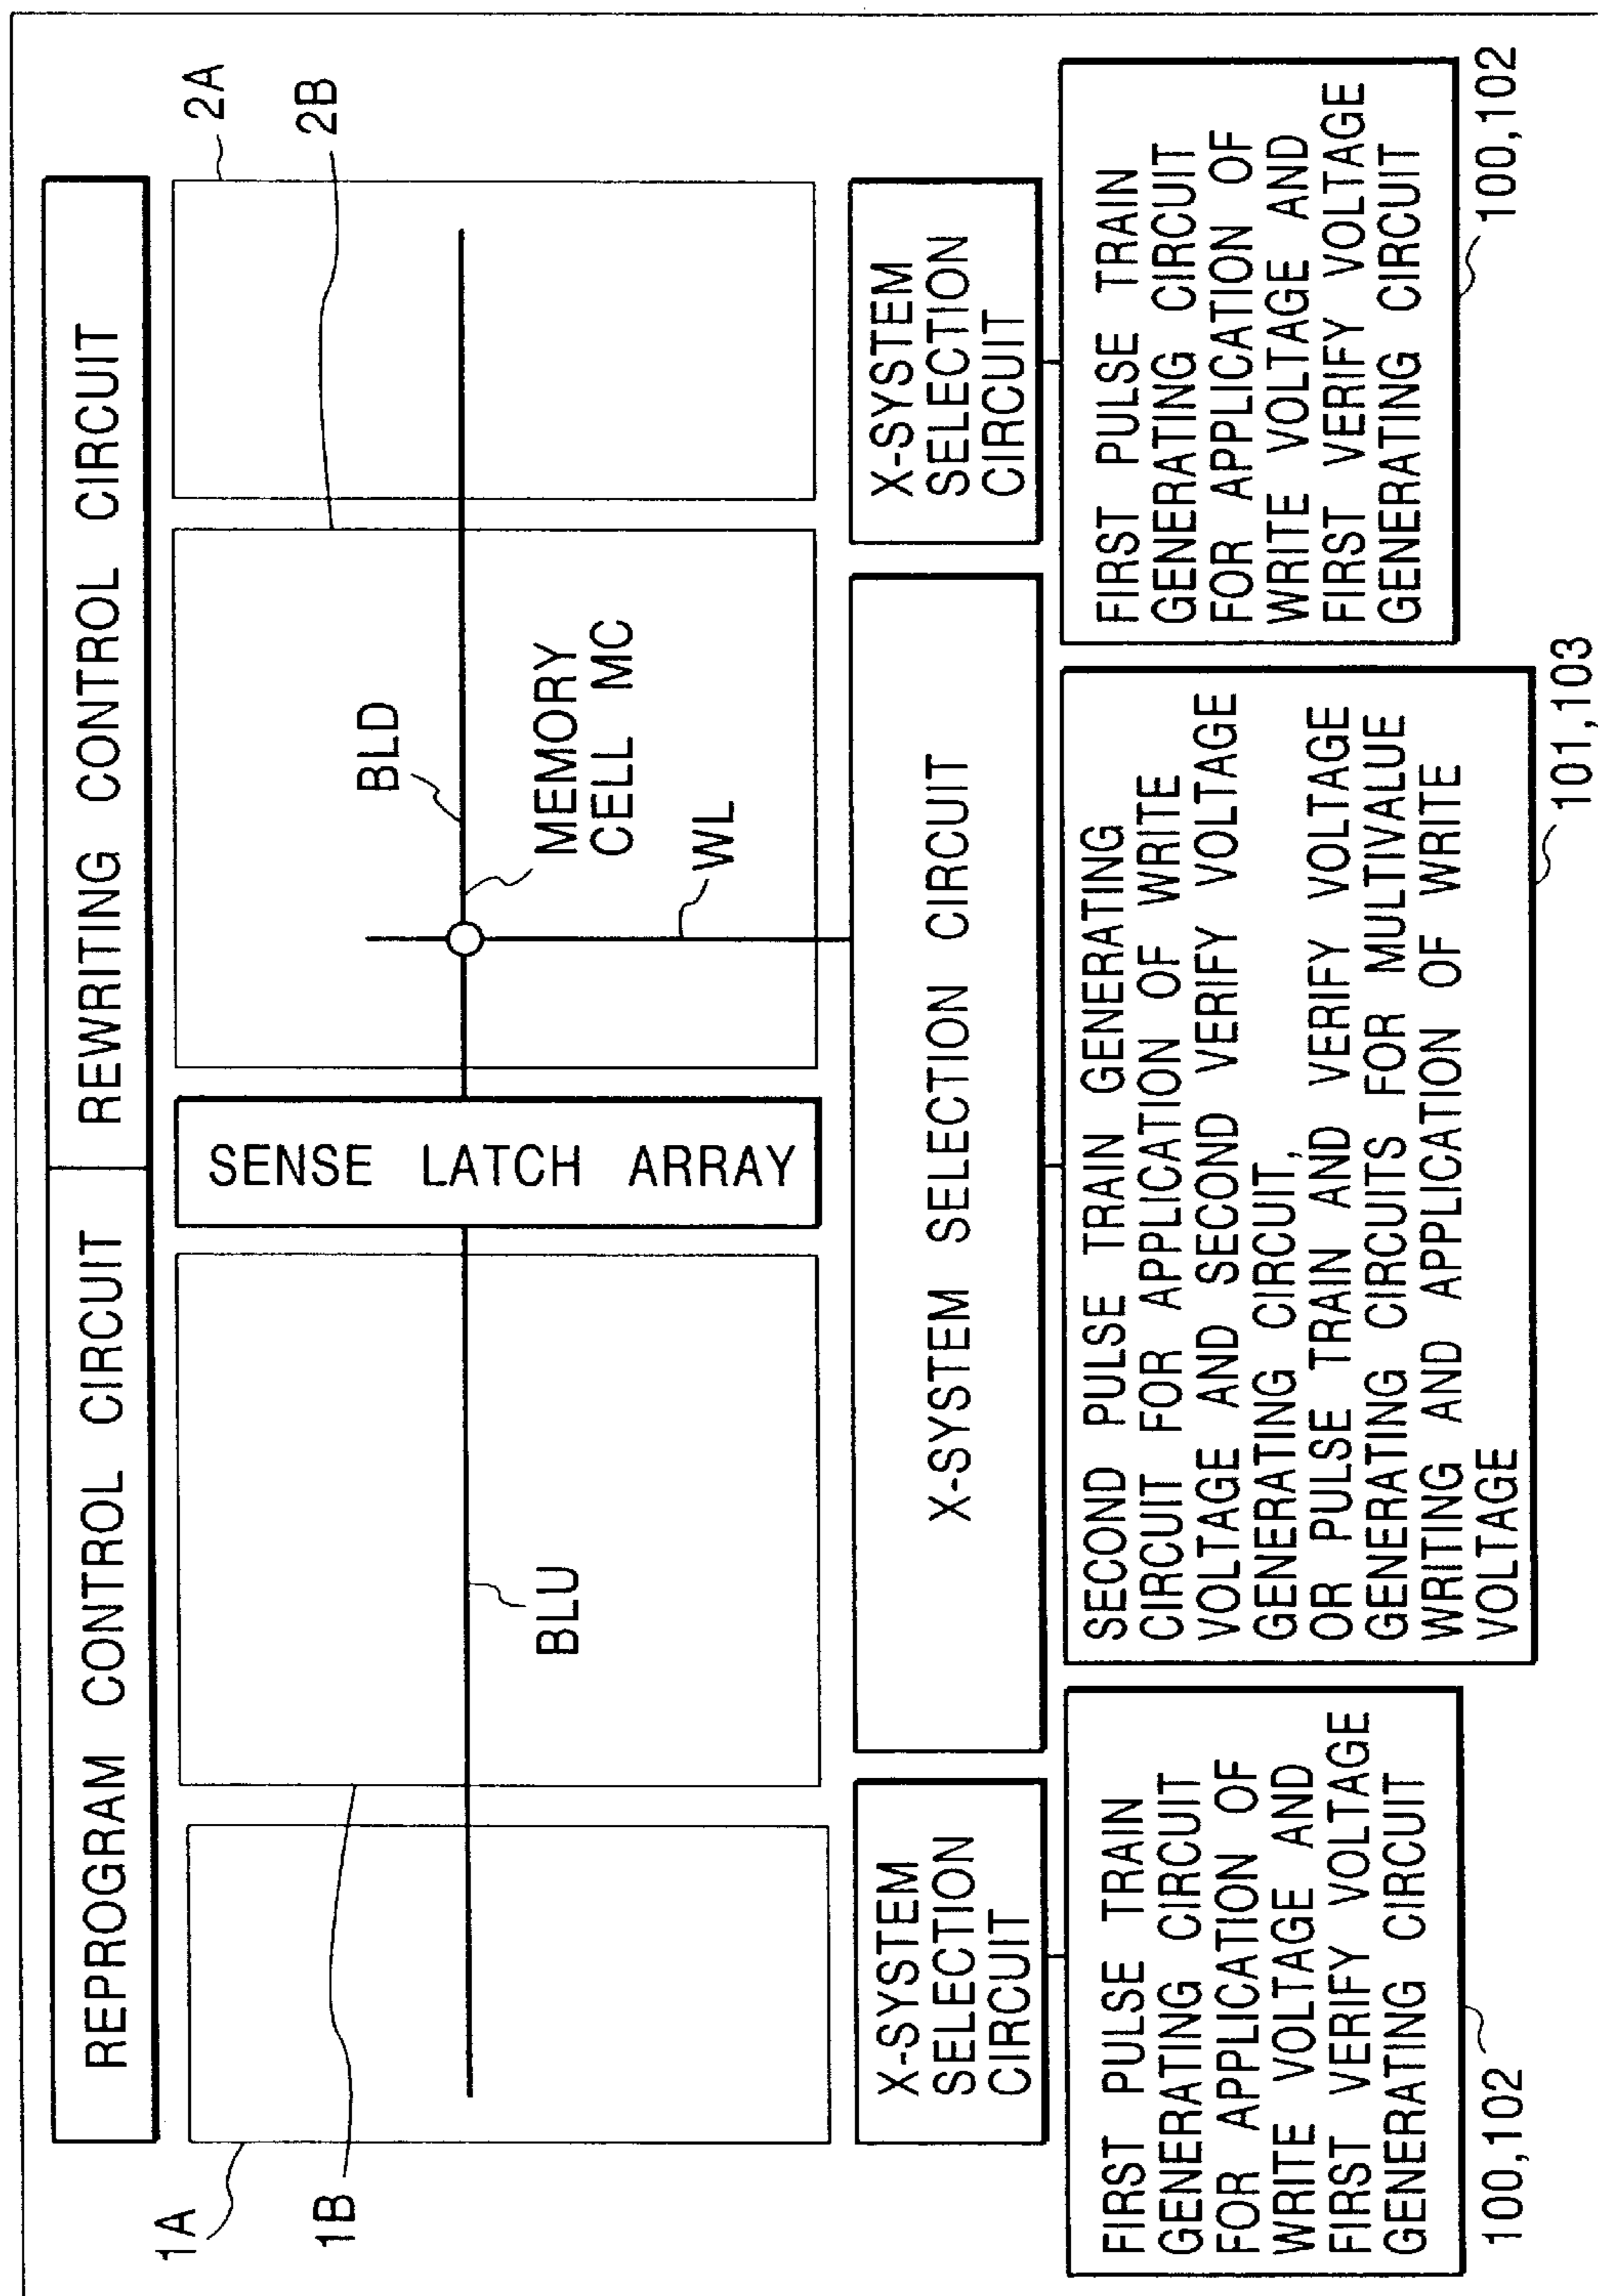 REPROGRAM CONTROL CIRCUIT
REWRITING CONTROL CIRCUIT
1A
1B
2A
2B
BLU
SENSE LATCH ARRAY
BLD
MEMORY
CELL MC
WL
X-SYSTEM
SELECTION
CIRCUIT
X-SYSTEM SELECTION CIRCUIT
X-SYSTEM
SELECTION
CIRCUIT
FIRST PULSE TRAIN
GENERATING CIRCUIT
FOR APPLICATION OF
WRITE VOLTAGE AND
FIRST VERIFY VOLTAGE
GENERATING CIRCUIT
100,102
SECOND PULSE TRAIN GENERATING
CIRCUIT FOR APPLICATION OF WRITE
VOLTAGE AND SECOND VERIFY VOLTAGE
GENERATING CIRCUIT,
OR PULSE TRAIN AND VERIFY VOLTAGE
GENERATING CIRCUITS FOR MULTIVALUE
WRITING AND APPLICATION OF WRITE
VOLTAGE
101,103
FIRST PULSE TRAIN
GENERATING CIRCUIT
FOR APPLICATION OF
WRITE VOLTAGE AND
FIRST VERIFY VOLTAGE
GENERATING CIRCUIT
100,102